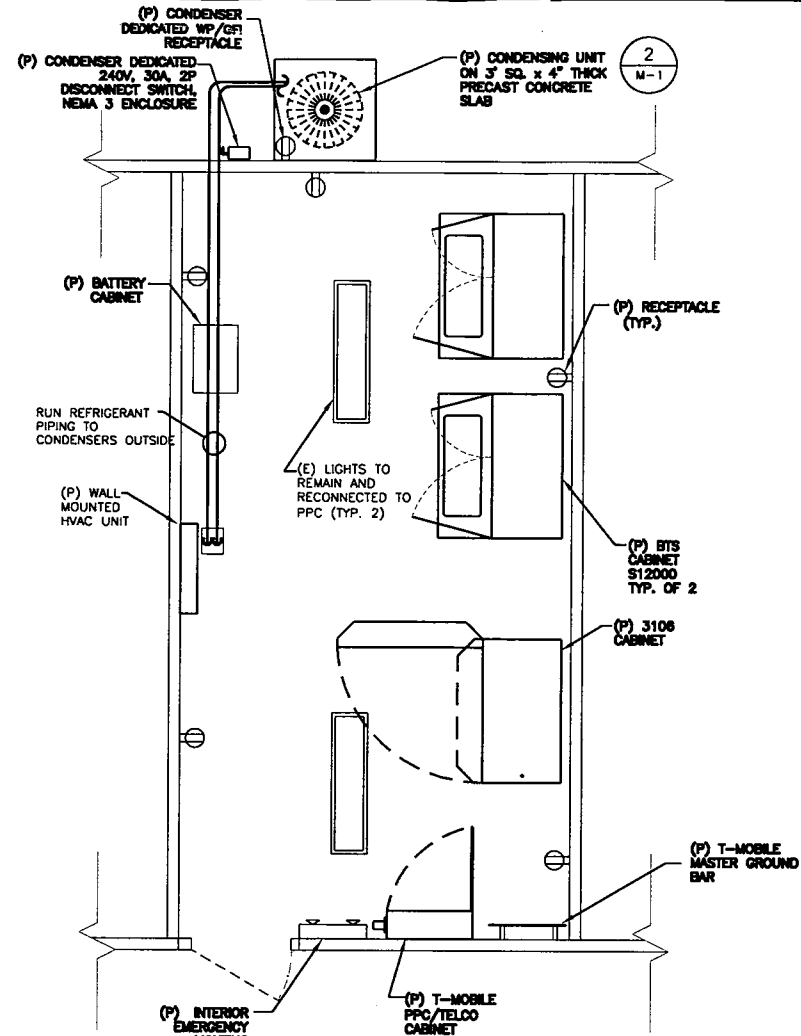 (P) CONDENSER
DEDICATED WP/GFI
RECEPTACLE
(P) CONDENSER DEDICATED
240V, 30A, 2P
DISCONNECT SWITCH,
NEMA 3 ENCLOSURE
(P) CONDENSING UNIT
ON 3' SQ. x 4" THICK
PRECAST CONCRETE
SLAB
2
M-1
(P) BATTERY
CABINET
(P) RECEPTACLE
(TYP.)
RUN REFRIGERANT
PIPING TO
CONDENSERS OUTSIDE
(E) LIGHTS TO
REMAIN AND
RECONNECTED TO
PPC (TYP. 2)
(P) WALL
MOUNTED
HVAC UNIT
(P) BTS
CABINET
S12000
TYP. OF 2
(P) 3106
CABINET
(P) T-MOBILE
MASTER GROUND
BAR
(P) INTERIOR
EMERGENCY
(P) T-MOBILE
PPC/TELCO
CABINET